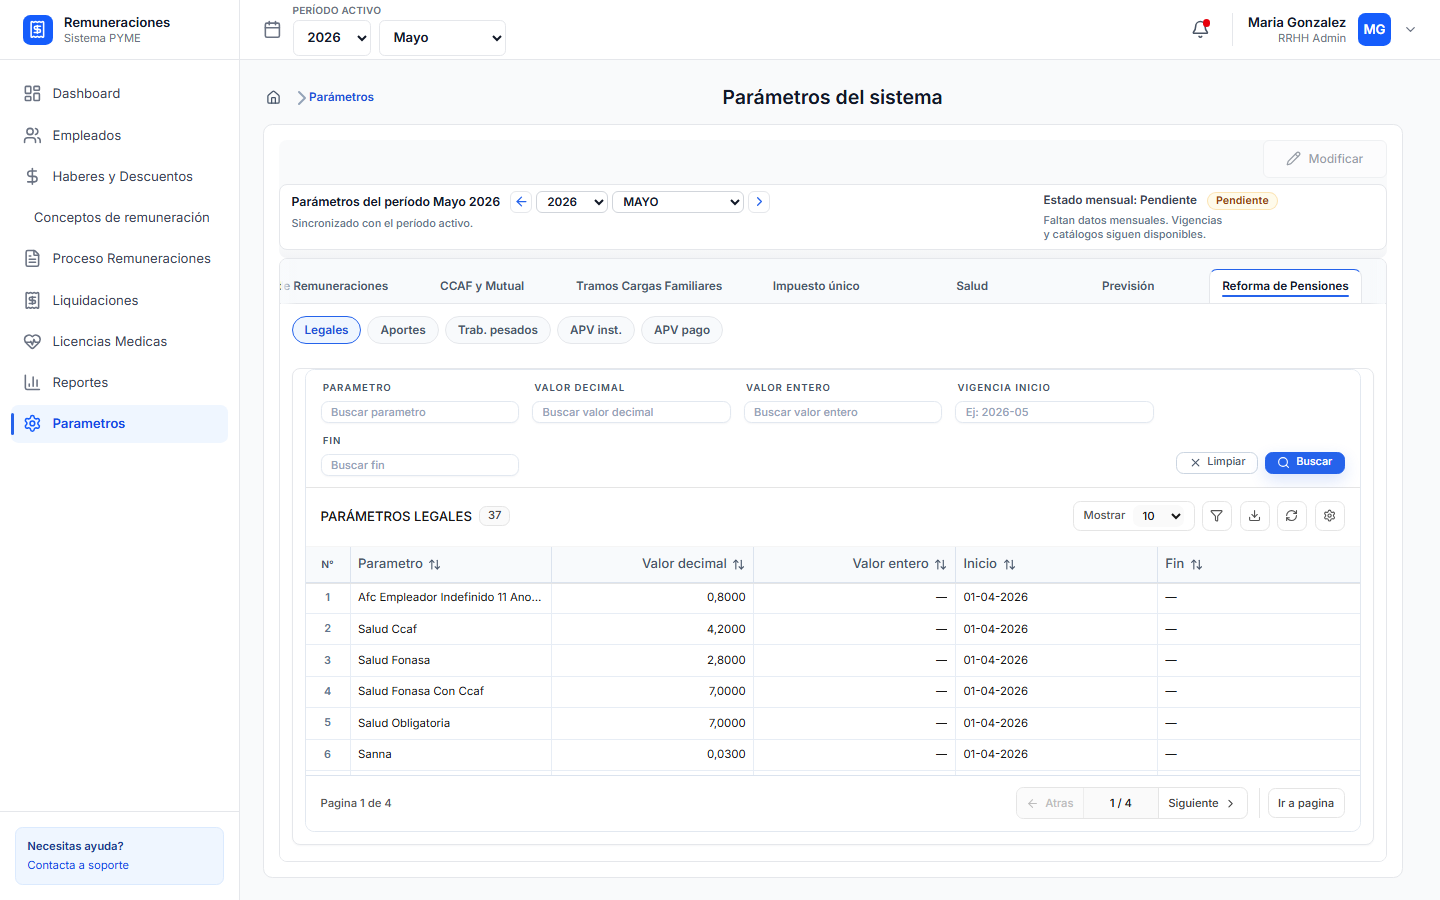 Remuneraciones
Sistema PYME
PERÍODO ACTIVO
2026
Mayo
Maria Gonzalez
RRHH Admin
MG
Dashboard
Empleados
Haberes y Descuentos
Conceptos de remuneración
Proceso Remuneraciones
Liquidaciones
Licencias Medicas
Reportes
Parametros
Necesitas ayuda?
Contacta a soporte
Parámetros
Parámetros del sistema
Modificar
Parámetros del período Mayo 2026
2026
MAYO
Sincronizado con el período activo.
Estado mensual: Pendiente
Pendiente
Faltan datos mensuales. Vigencias
y catálogos siguen disponibles.
e Remuneraciones
CCAF y Mutual
Tramos Cargas Familiares
Impuesto único
Salud
Previsión
Reforma de Pensiones
Legales
Aportes
Trab. pesados
APV inst.
APV pago
PARAMETRO
VALOR DECIMAL
VALOR ENTERO
VIGENCIA INICIO
Buscar parametro
Buscar valor decimal
Buscar valor entero
Ej: 2026-05
FIN
Buscar fin
Limpiar
Buscar
PARÁMETROS LEGALES 37
Mostrar 10
N° Parametro Valor decimal Valor entero Inicio Fin
1 Afc Empleador Indefinido 11 Ano... 0,8000 — 01-04-2026 —
2 Salud Ccaf 4,2000 — 01-04-2026 —
3 Salud Fonasa 2,8000 — 01-04-2026 —
4 Salud Fonasa Con Ccaf 7,0000 — 01-04-2026 —
5 Salud Obligatoria 7,0000 — 01-04-2026 —
6 Sanna 0,0300 — 01-04-2026 —
Pagina 1 de 4
Atras
1 / 4
Siguiente
Ir a pagina